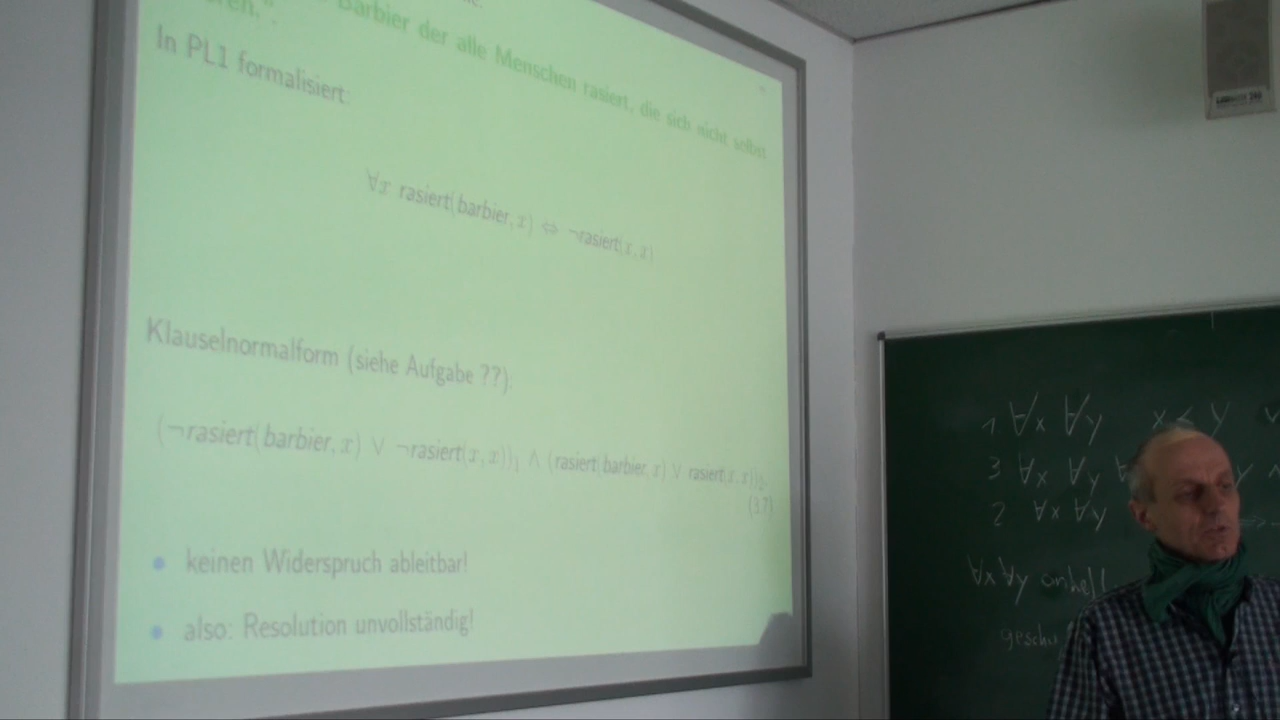 Barbier der alle Menschen rasiert, die sich nicht selbst
In PL1 formalisiert:
∀x rasiert(barbier, x) ⇔ ¬rasiert(x, x)
Klauselnormalform (siehe Aufgabe ??):
(¬rasiert(barbier, x) ∨ ¬rasiert(x, x))₁ ∧ (rasiert(barbier, x) ∨ rasiert(x, x))₂.
(3.7)
• keinen Widerspruch ableitbar!
• also: Resolution unvollständig!
1 ∀x ∀y x < y
3 ∀x ∀y
2 ∀x ∀y
∀x ∀y